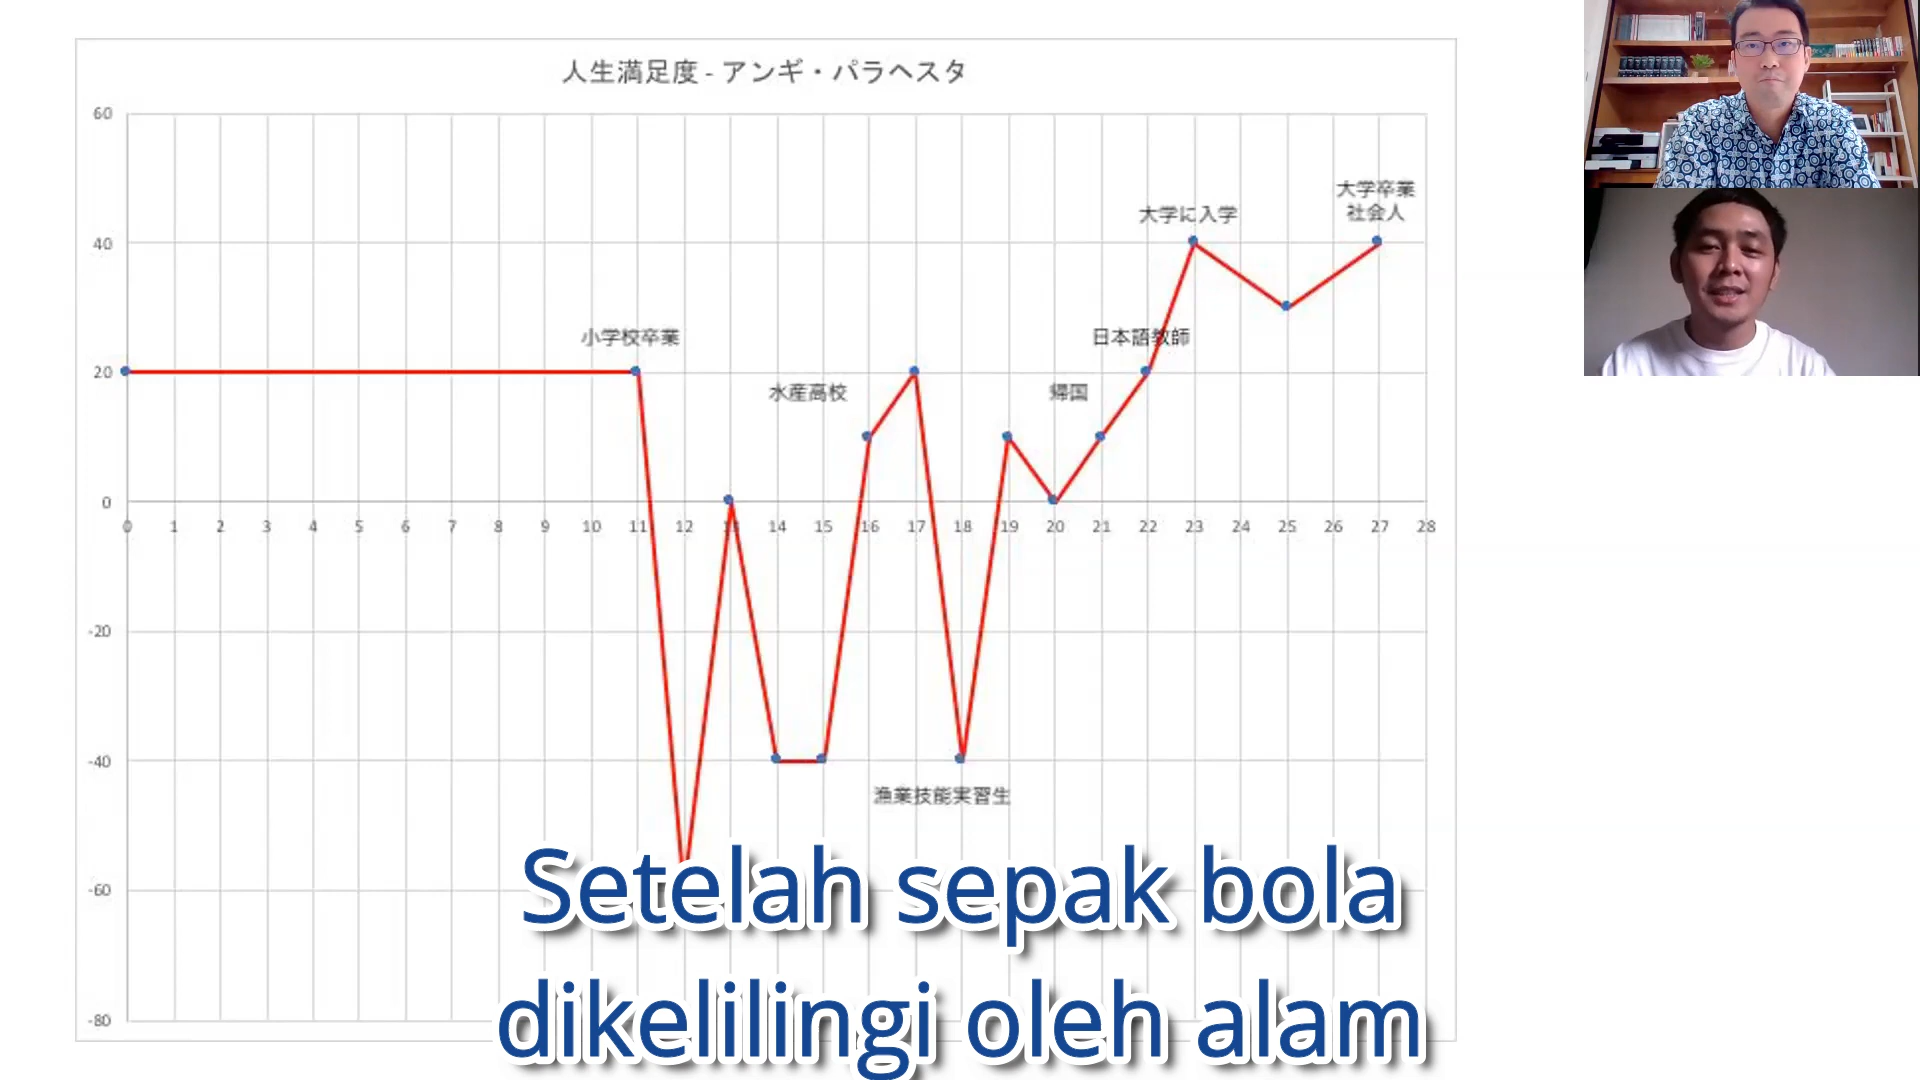 人生満足度 - アンギ・パラヘスタ
60
40
20
0
-20
-40
-60
-80
0 1 2 3 4 5 6 7 8 9 10 11 12 13 14 15 16 17 18 19 20 21 22 23 24 25 26 27 28
小学校卒業
水産高校
漁業技能実習生
帰国
日本語教師
大学に入学
大学卒業
社会人
Setelah sepak bola
dikelilingi oleh alam